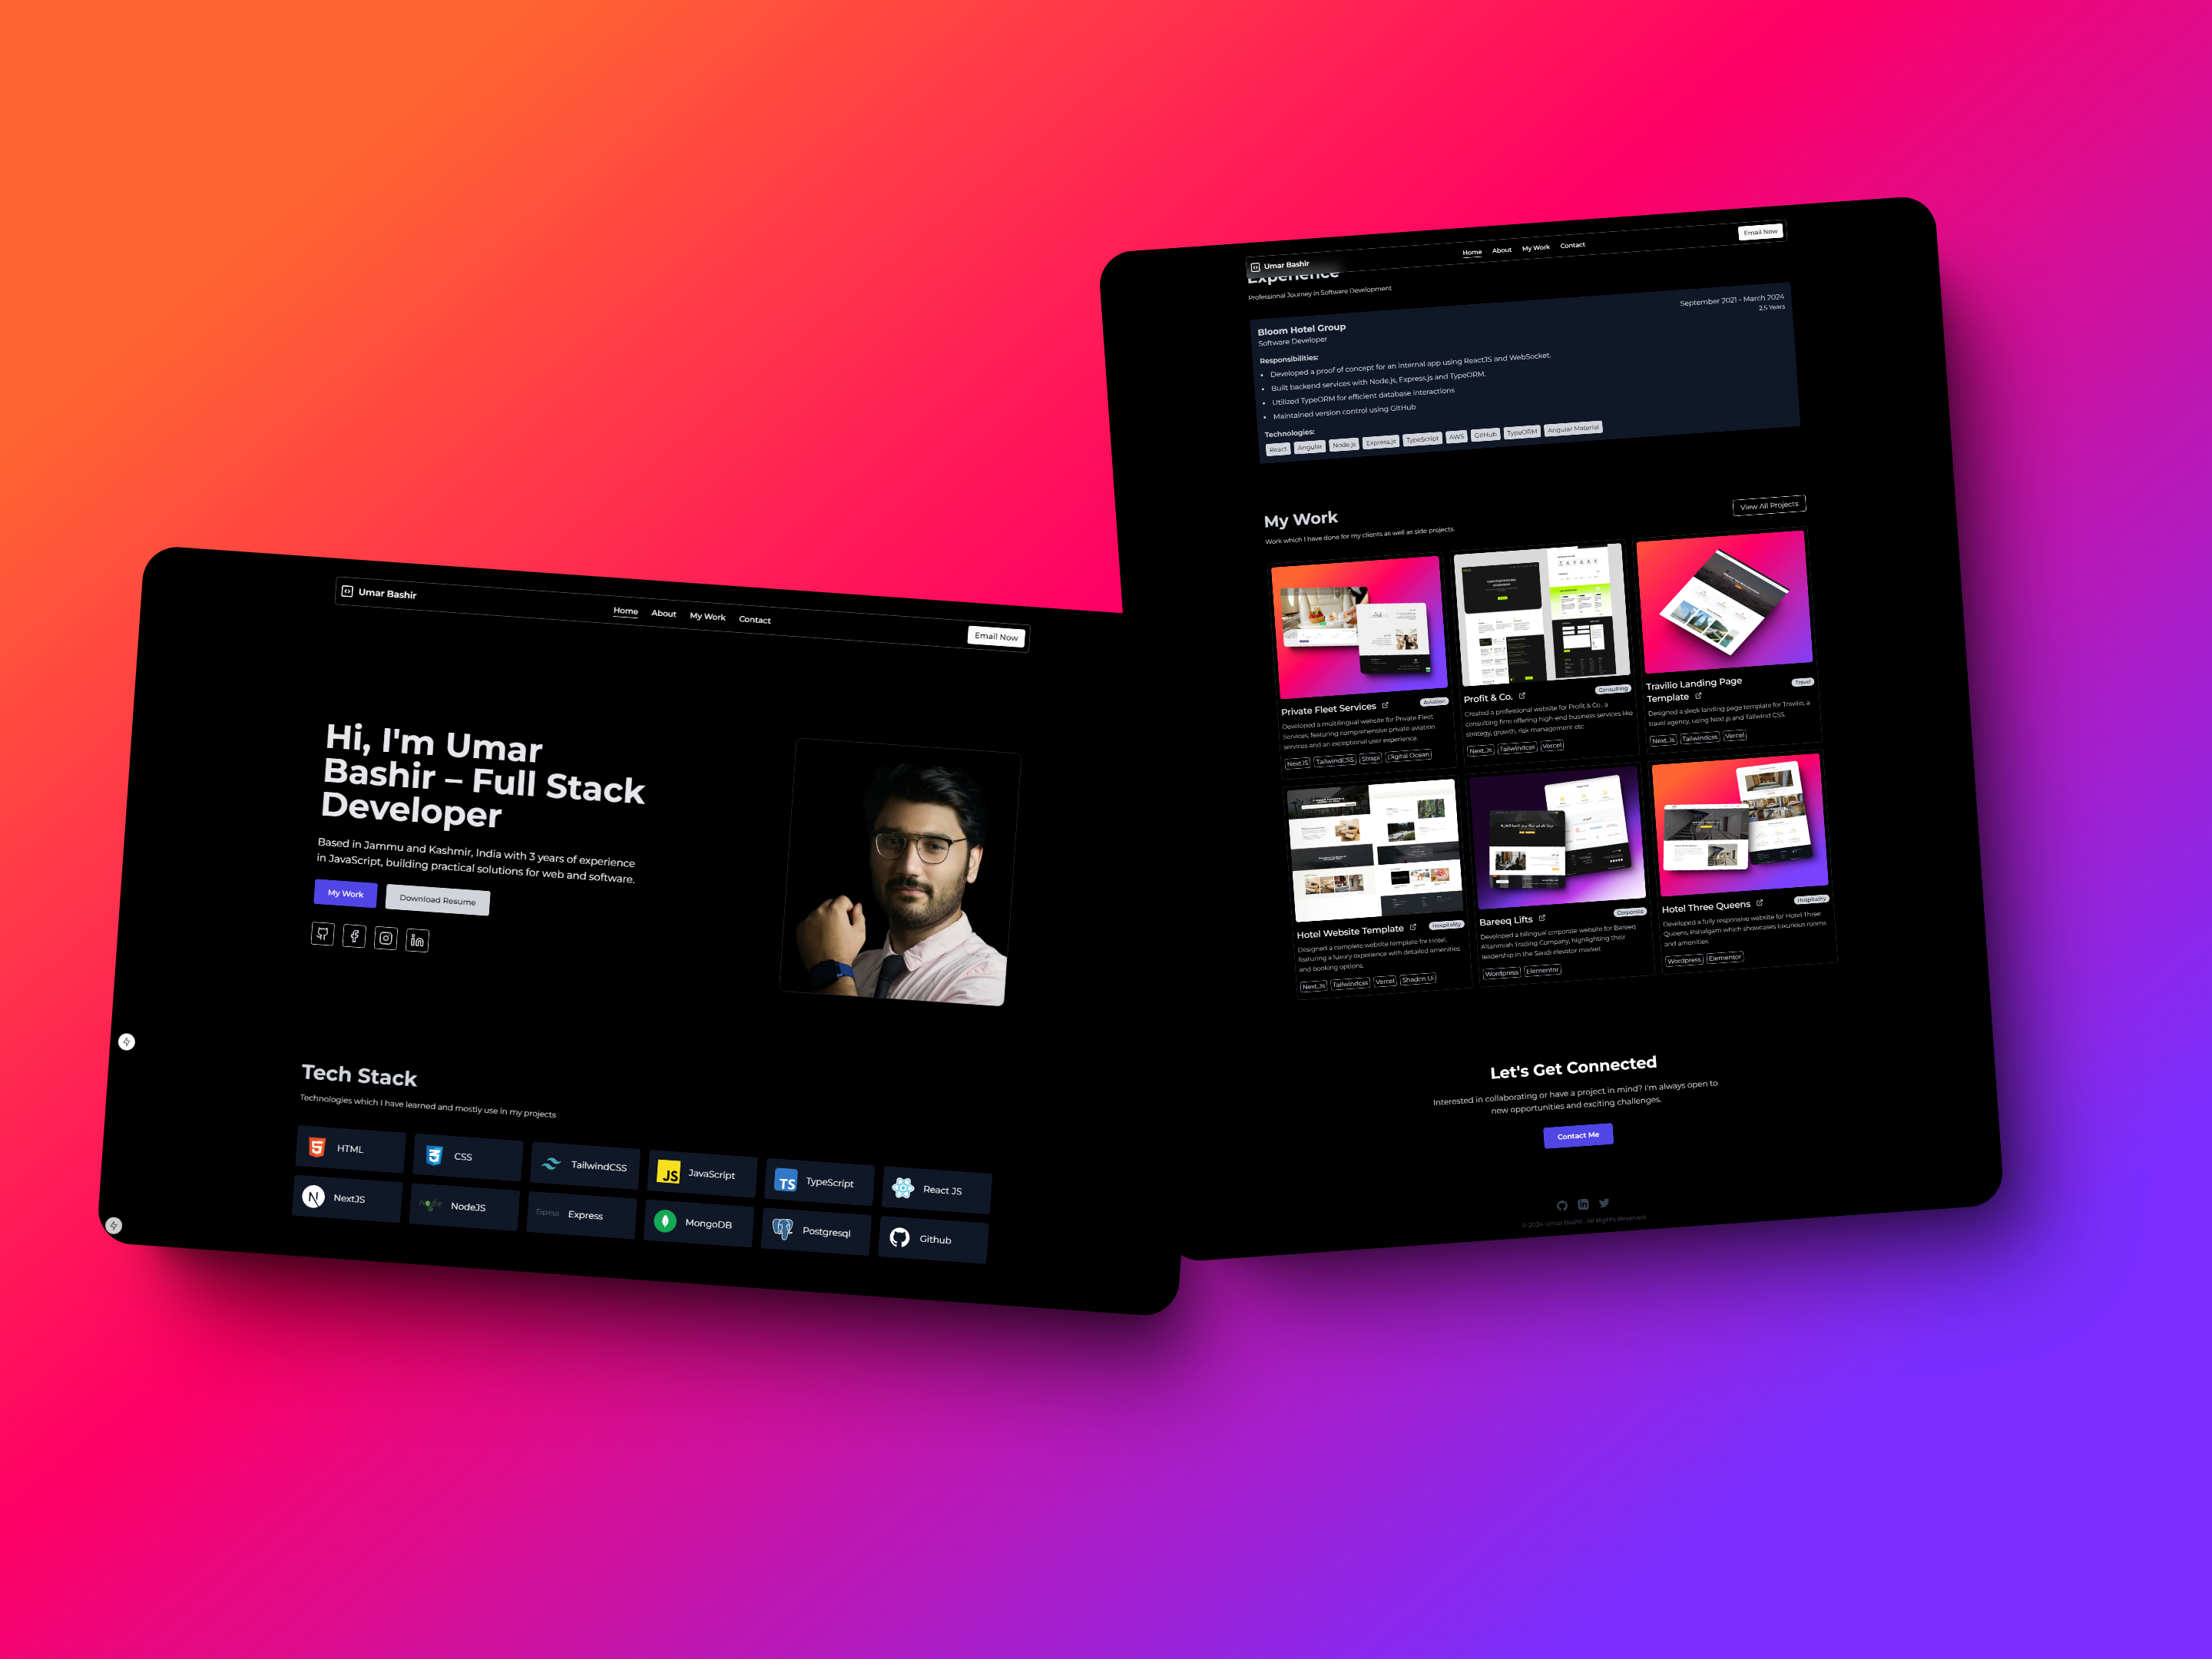 Umar Bashir
Home About My Work Contact
Email Now
Hi, I'm Umar
Bashir – Full Stack
Developer
Based in Jammu and Kashmir, India with 3 years of experience
in JavaScript, building practical solutions for web and software.
My Work
Download Resume
Tech Stack
Technologies which I have learned and mostly use in my projects
HTML
CSS
TailwindCSS
JS JavaScript
TS TypeScript
React JS
N NextJS
NodeJS
Express Express
MongoDB
Postgresql
Github
Umar Bashir
Home About My Work Contact
Email Now
Experience
Professional Journey in Software Development
Bloom Hotel Group
September 2021 - March 2024
Software Developer
2.5 Years
Responsibilities:
• Developed a proof of concept for an internal app using ReactJS and WebSocket.
• Built backend services with Node.js, Express.js and TypeORM.
• Utilized TypeORM for efficient database interactions
• Maintained version control using GitHub
Technologies:
React Angular Node.js Express.js TypeScript AWS GitHub TypeORM Angular Material
My Work
View All Projects
Work which I have done for my clients as well as side projects.
Private Fleet Services
Aviation
Developed a multilingual website for Private Fleet
Services, featuring comprehensive private aviation
services and an exceptional user experience.
NextJS TailwindCSS Strapi Digital Ocean
Profit & Co.
Consulting
Created a professional website for Profit & Co., a
consulting firm offering high-end business services like
strategy, growth, risk management etc.
Next.Js Tailwindcss Vercel
Travilio Landing Page
Template
Travel
Designed a sleek landing page template for Travilio, a
travel agency, using Next js and Tailwind CSS.
Next.Js Tailwindcss Vercel
Hotel Website Template
Hospitality
Designed a complete website template for Hotel,
featuring a luxury experience with detailed amenities
and booking options.
Next.Js Tailwindcss Vercel Shadcn Ui
Bareeq Lifts
Corporate
Developed a bilingual corporate website for Bareeq
Altanmiah Trading Company, highlighting their
leadership in the Saudi elevator market.
Wordpress Elementor
Hotel Three Queens
Hospitality
Developed a fully responsive website for Hotel Three
Queens, Pahalgam which showcases luxurious rooms
and amenities.
Wordpress Elementor
Let's Get Connected
Interested in collaborating or have a project in mind? I'm always open to
new opportunities and exciting challenges.
Contact Me
© 2024 Umar Bashir. All Rights Reserved.